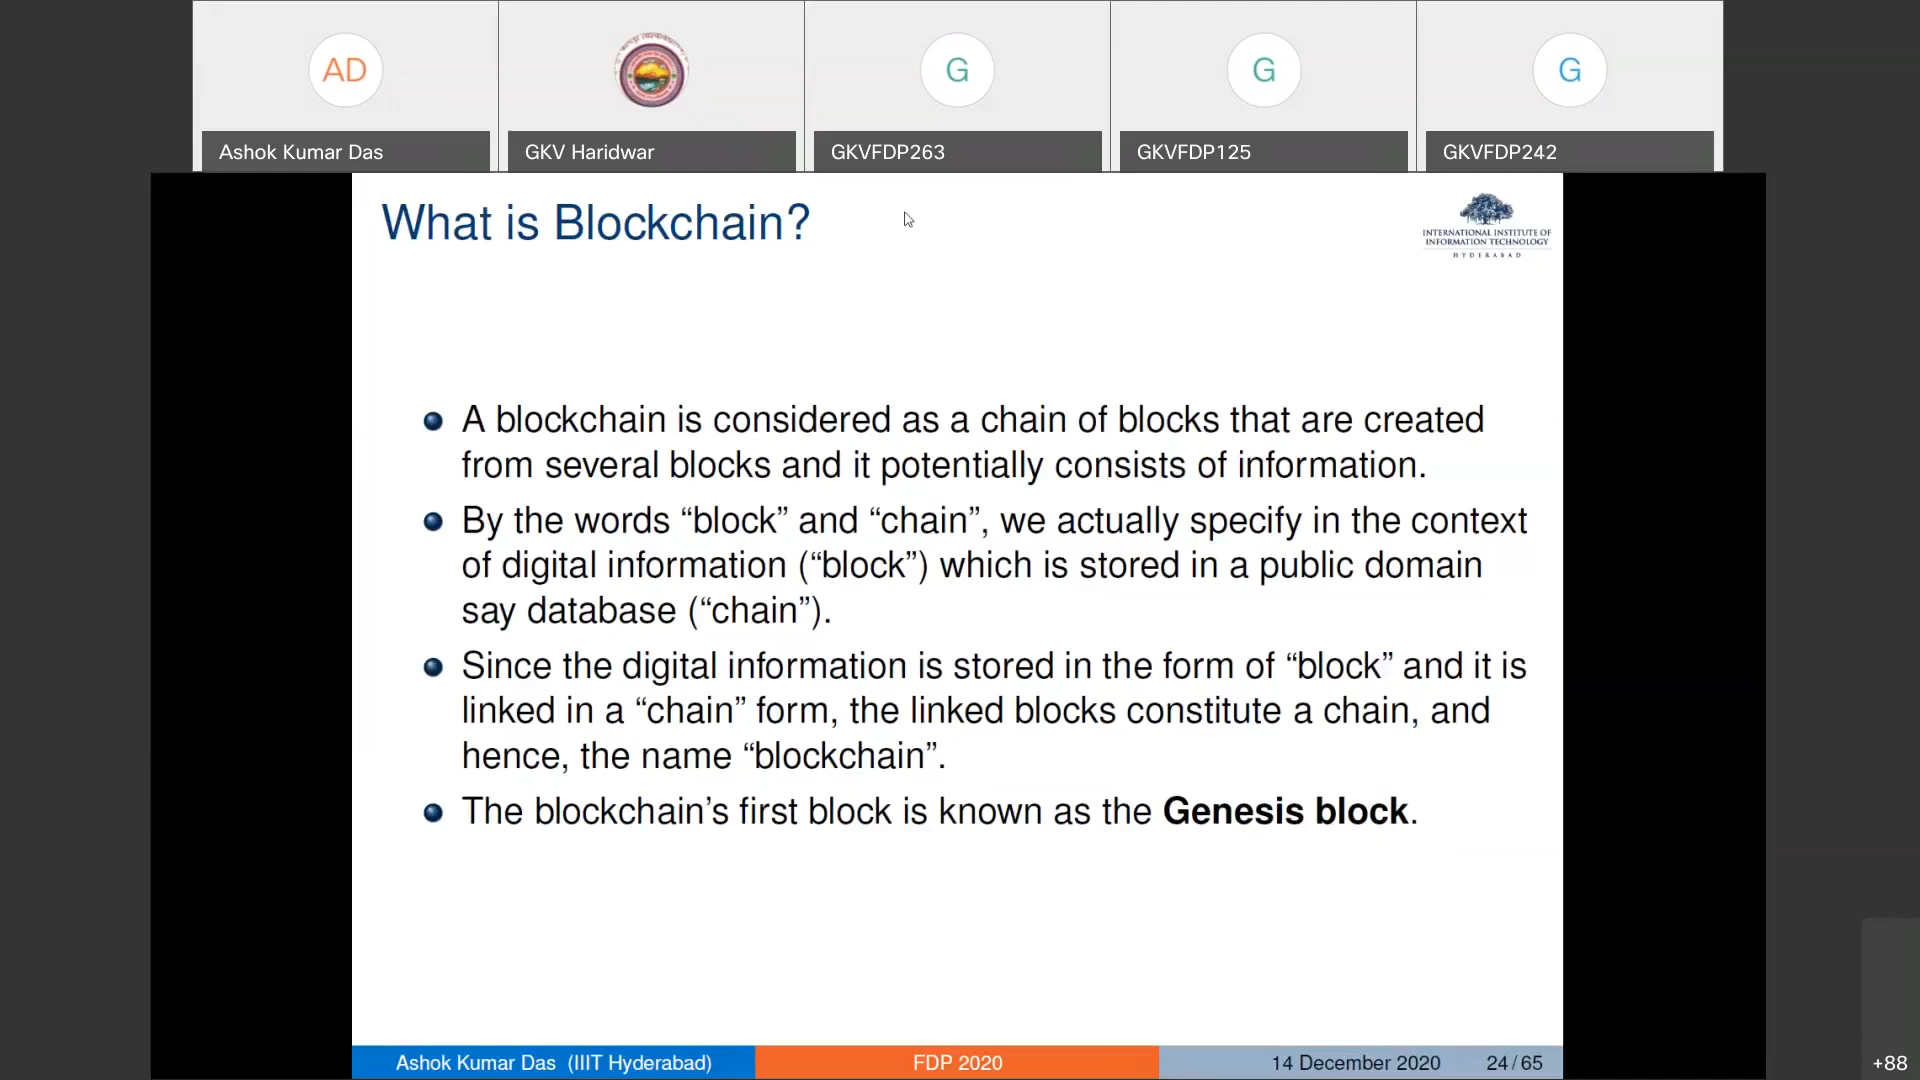 AD
G
G
G
Ashok Kumar Das
GKV Haridwar
GKVFDP263
GKVFDP125
GKVFDP242
What is Blockchain?
INTERNATIONAL INSTITUTE OF
INFORMATION TECHNOLOGY
HYDERABAD
A blockchain is considered as a chain of blocks that are created
from several blocks and it potentially consists of information.
By the words “block” and “chain”, we actually specify in the context
of digital information (“block”) which is stored in a public domain
say database (“chain”).
Since the digital information is stored in the form of “block” and it is
linked in a “chain” form, the linked blocks constitute a chain, and
hence, the name “blockchain”.
The blockchain’s first block is known as the Genesis block.
Ashok Kumar Das (IIIT Hyderabad)
FDP 2020
14 December 2020
24 / 65
+88